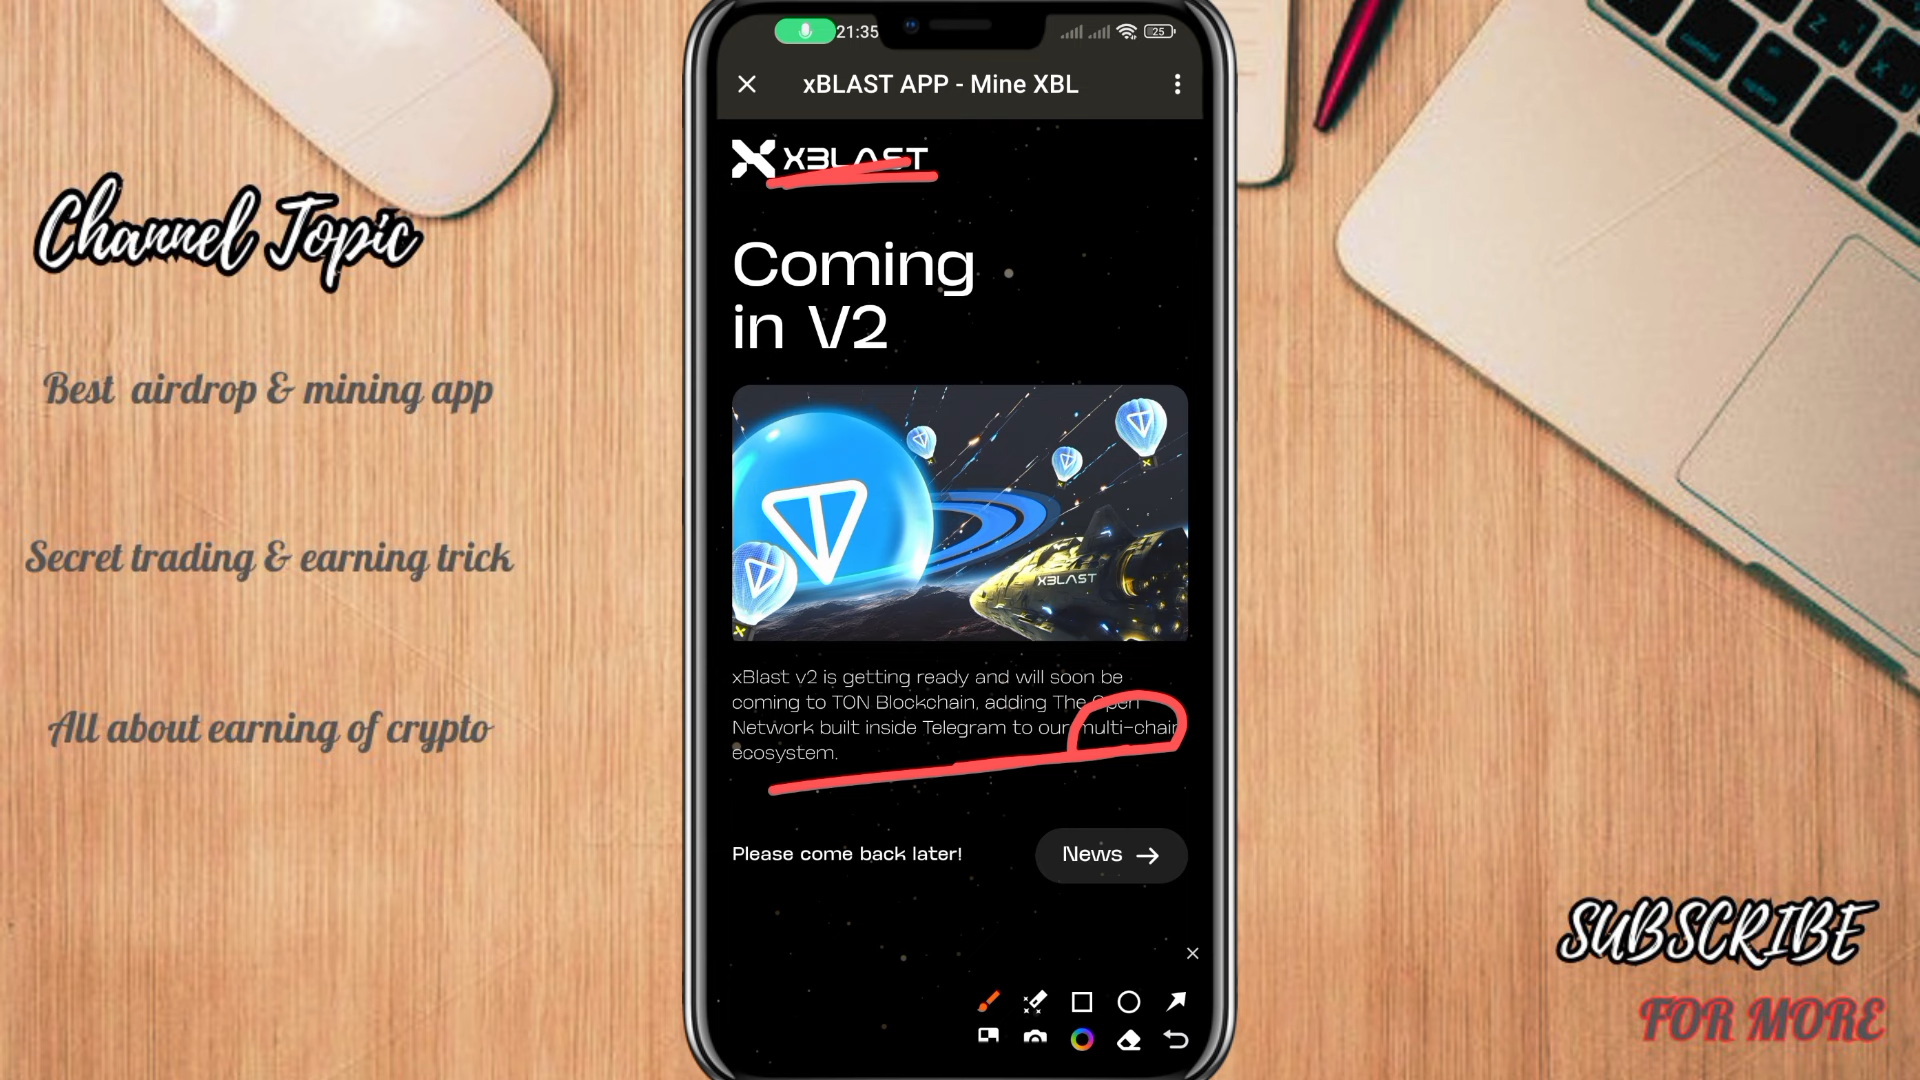 21:35
25
xBLAST APP - Mine XBL
XBLAST
Channel Topic
Coming
in V2
Best airdrop & mining app
Secret trading & earning trick
XBLAST
xBlast v2 is getting ready and will soon be
coming to TON Blockchain, adding The Open
Network built inside Telegram to our multi-chain
ecosystem.
All about earning of crypto
Please come back later!
News →
SUBSCRIBE
FOR MORE